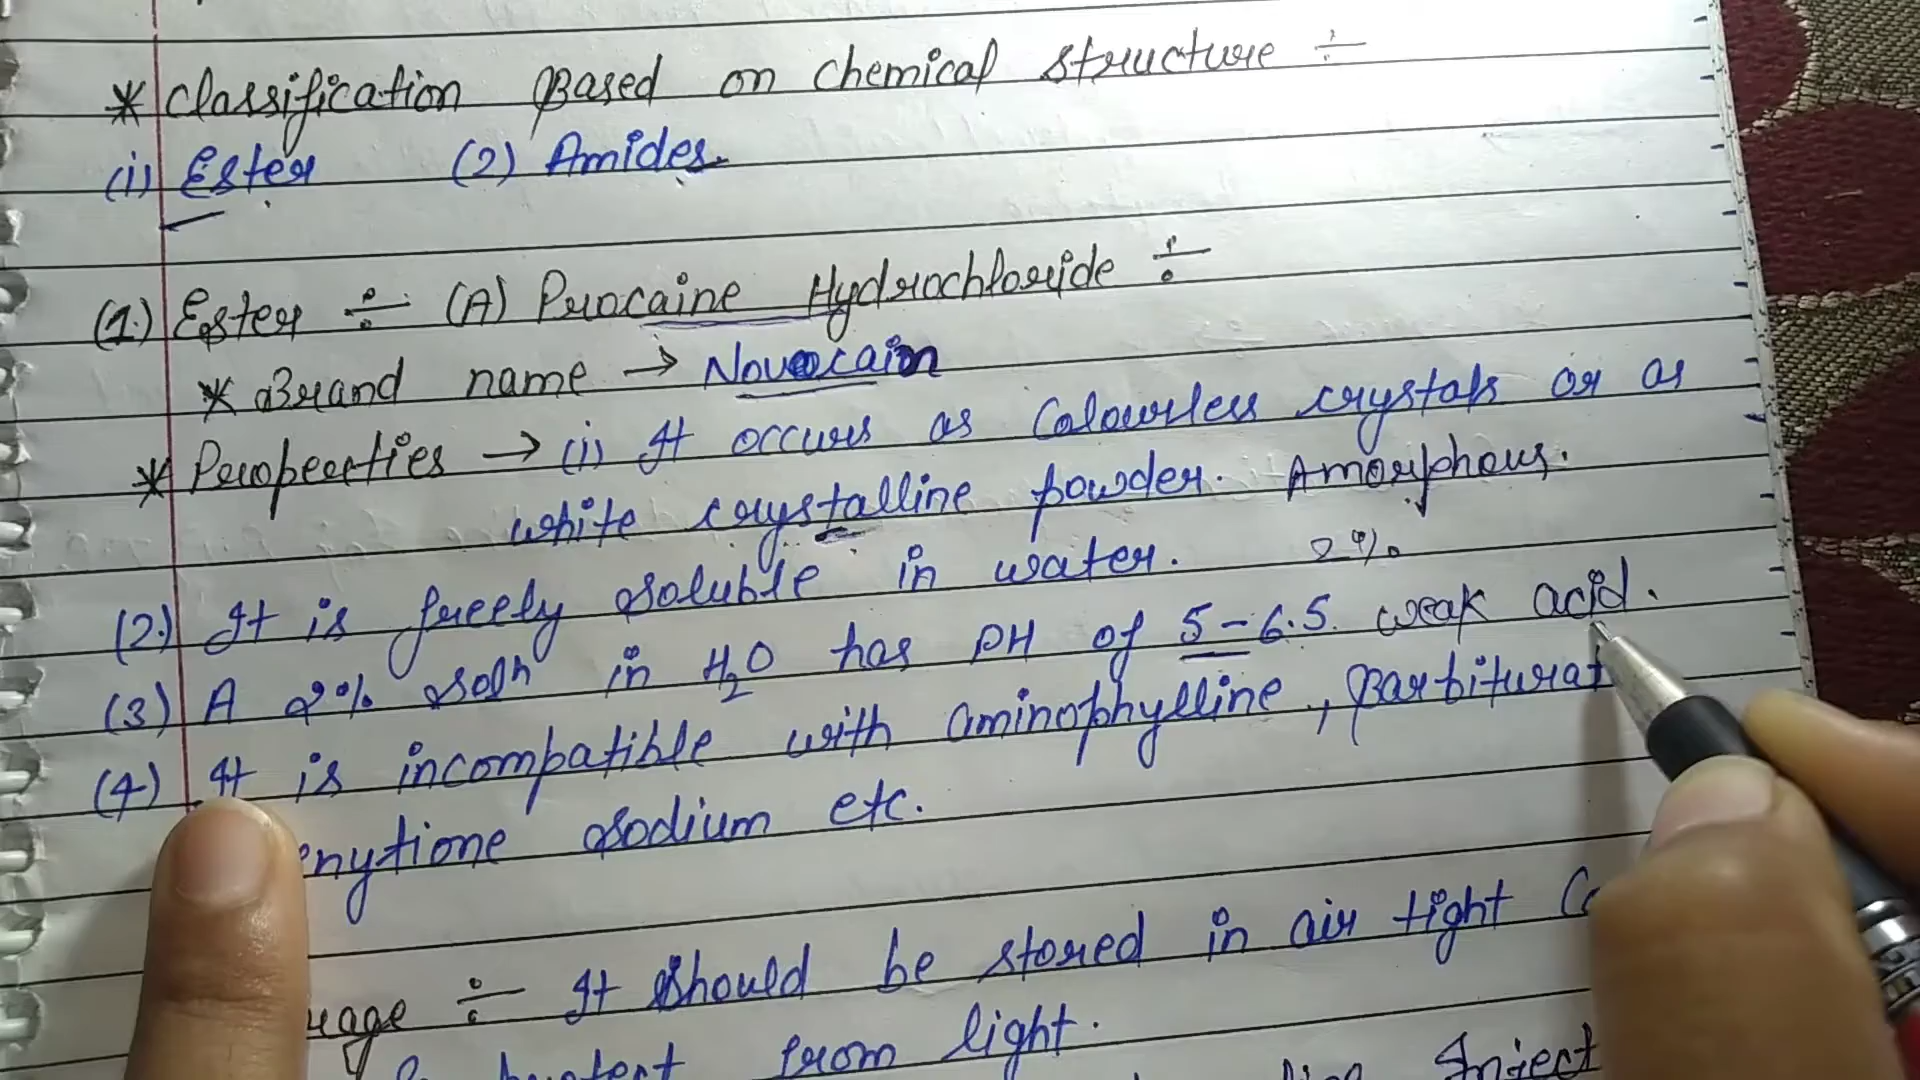 * Classification Based on Chemical structure ÷
(i) Ester (2) Amides.
(1.) Ester ÷ (A) Procaine Hydrochloride ÷
* Brand name → Novocain
* Properties → (i) It occurs as Colourless crystals or as
white crystalline powder. Amorphous.
(2.) It is freely soluble in water. 2%
(3) A 2% soln in H₂O has PH of 5-6.5. weak acid.
(4) It is incompatible with aminophylline, Barbiturat
enytione sodium etc.
rage ÷ It should be stored in air tight
protect from light.
Inject